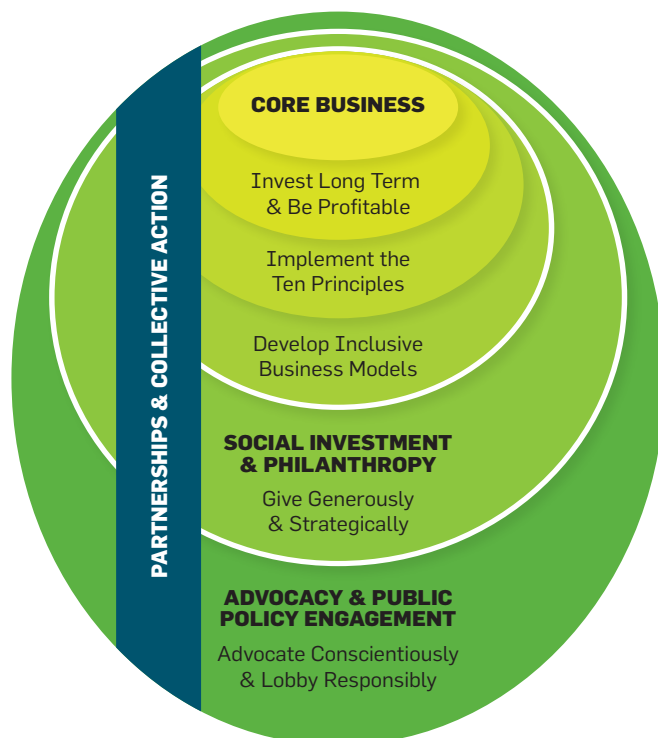 CORE BUSINESS
Invest Long Term
& Be Profitable
Implement the
Ten Principles
Develop Inclusive
Business Models
SOCIAL INVESTMENT
& PHILANTHROPY
Give Generously
& Strategically
ADVOCACY & PUBLIC
POLICY ENGAGEMENT
Advocate Conscientiously
& Lobby Responsibly
PARTNERSHIPS & COLLECTIVE ACTION